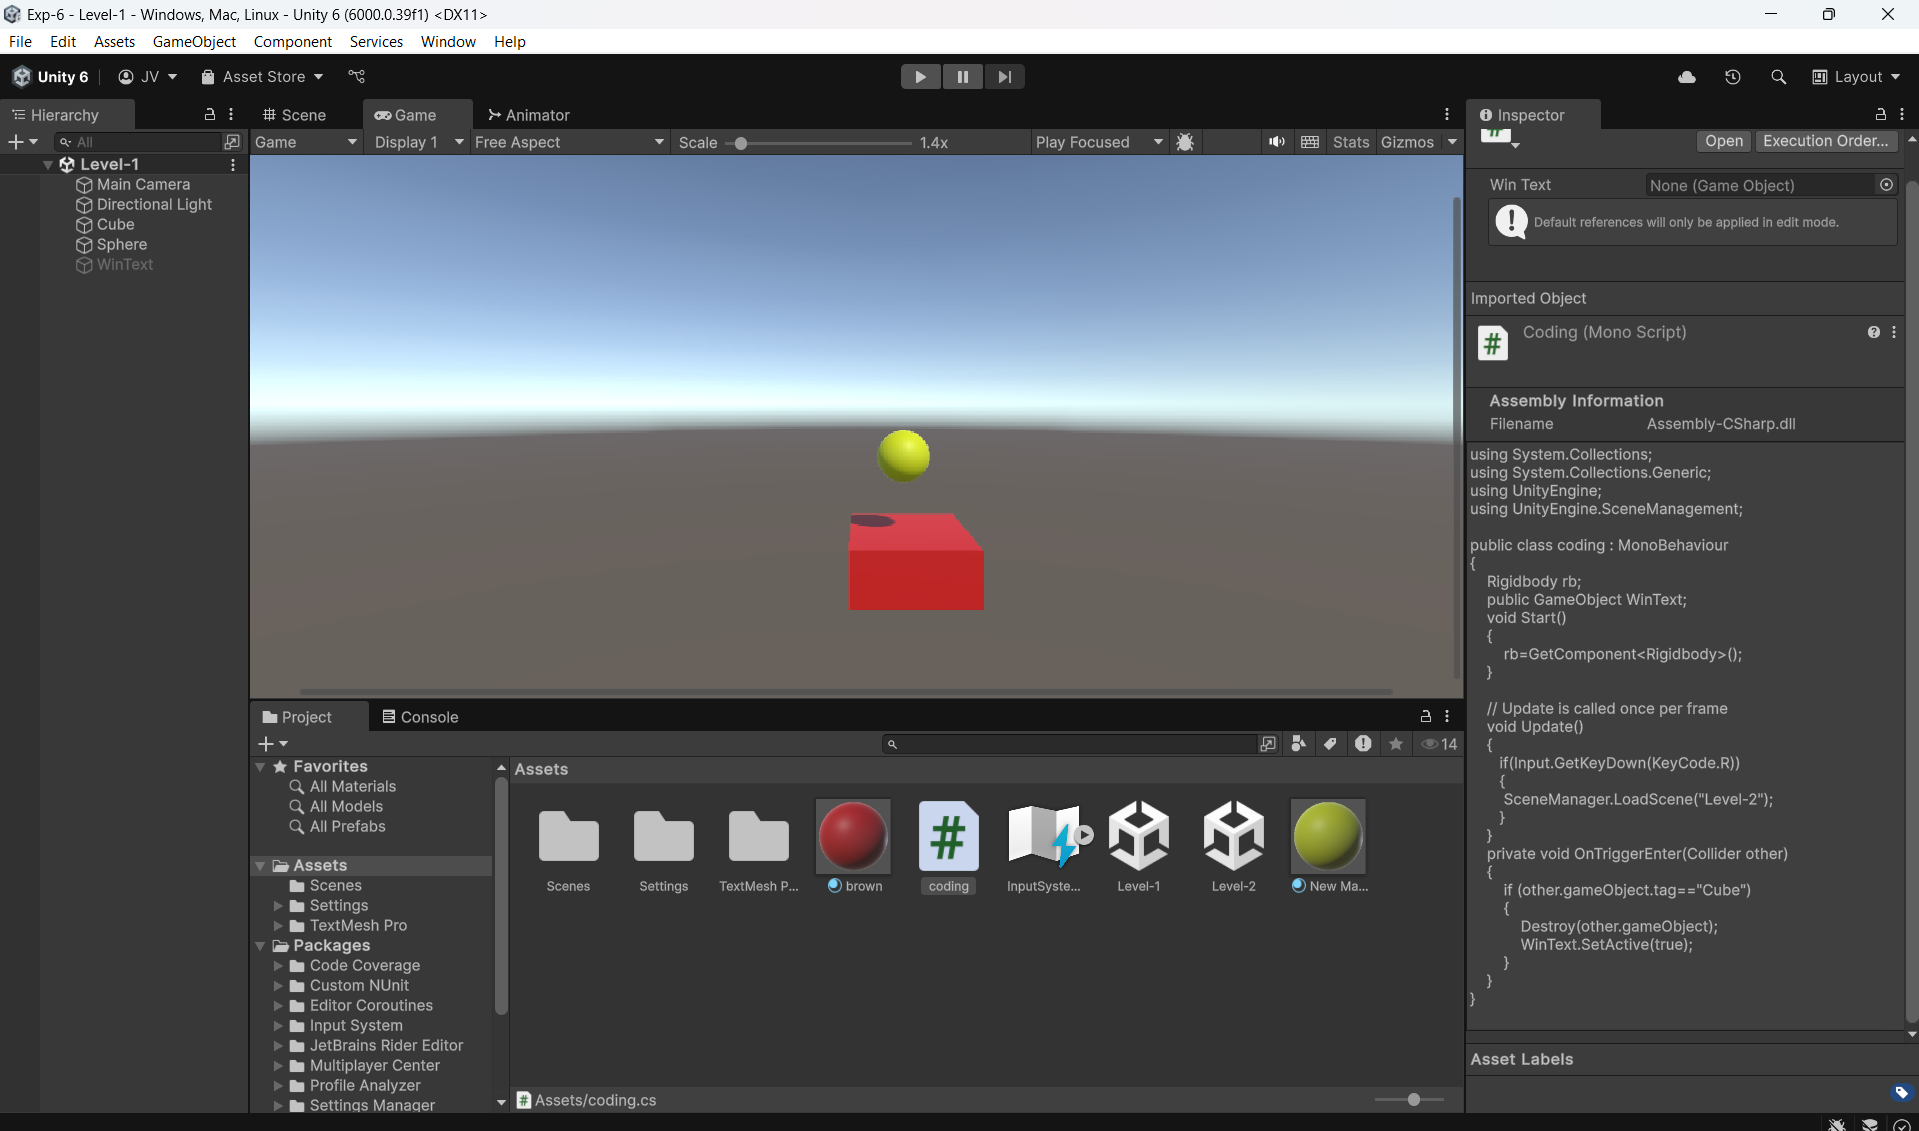 Exp-6 - Level-1 - Windows, Mac, Linux - Unity 6 (6000.0.39f1) <DX11>
File Edit Assets GameObject Component Services Window Help
Unity 6 JV Asset Store Layout
Hierarchy
Scene Game Animator
Inspector
All
Game Display 1 Free Aspect Scale 1.4x Play Focused Stats Gizmos
Open Execution Order...
Level-1
Main Camera
Directional Light
Cube
Sphere
WinText
Win Text None (Game Object)
Default references will only be applied in edit mode.
Imported Object
Coding (Mono Script)
Assembly Information
Filename Assembly-CSharp.dll
using System.Collections;
using System.Collections.Generic;
using UnityEngine;
using UnityEngine.SceneManagement;
public class coding : MonoBehaviour
{
Rigidbody rb;
public GameObject WinText;
void Start()
{
rb=GetComponent<Rigidbody>();
}
// Update is called once per frame
void Update()
{
if(Input.GetKeyDown(KeyCode.R))
{
SceneManager.LoadScene("Level-2");
}
}
private void OnTriggerEnter(Collider other)
{
if (other.gameObject.tag=="Cube")
{
Destroy(other.gameObject);
WinText.SetActive(true);
}
}
}
Asset Labels
Project Console
14
Favorites
All Materials
All Models
All Prefabs
Assets
Scenes
Settings
TextMesh Pro
Packages
Code Coverage
Custom NUnit
Editor Coroutines
Input System
JetBrains Rider Editor
Multiplayer Center
Profile Analyzer
Settings Manager
Assets
Scenes Settings TextMesh P... brown coding InputSyste... Level-1 Level-2 New Ma...
Assets/coding.cs